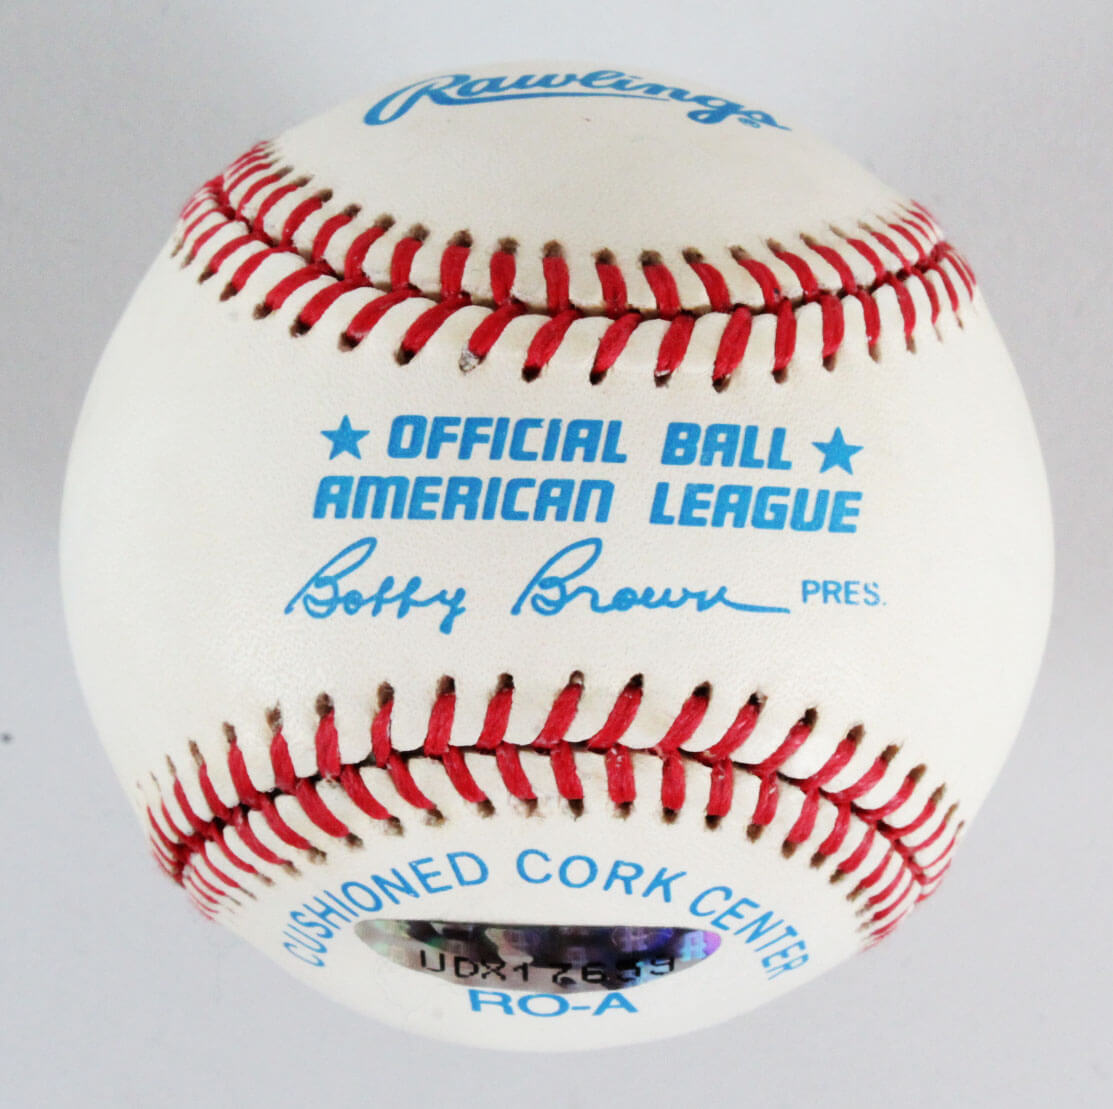 Rawlings®
★ OFFICIAL BALL ★
AMERICAN LEAGUE
Bobby Brown PRES.
CUSHIONED CORK CENTER
RO-A